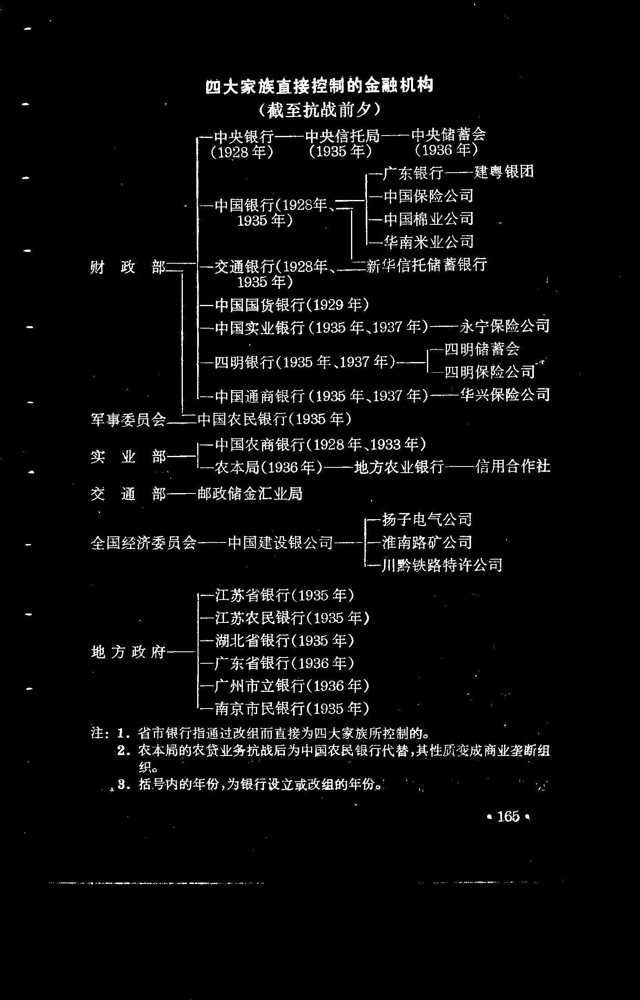 四大家族直接控制的金融机构
(截至抗战前夕)
中央银行——中央信托局——中央储蓄会
(1928年) (1935年) (1936年)
广东银行——建粤银团
中国保险公司
中国银行(1928年、
1935年)
中国棉业公司
华南米业公司
财政部
交通银行(1928年、
新华信托储蓄银行
1935年)
中国国货银行(1929年)
中国实业银行(1935年、1937年)——永宁保险公司
四明储蓄会
四明银行(1935年、1937年)
四明保险公司
中国通商银行(1935年、1937年)——华兴保险公司
军事委员会——中国农民银行(1935年)
中国农商银行(1928年、1933年)
实业部
农本局(1936年)——地方农业银行——信用合作社
交通部——邮政储金汇业局
扬子电气公司
全国经济委员会——中国建设银公司——淮南路矿公司
川黔铁路特许公司
江苏省银行(1935年)
江苏农民银行(1935年)
湖北省银行(1935年)
地方政府
广东省银行(1936年)
广州市立银行(1936年)
南京市民银行(1935年)
注:1. 省市银行指通过改组而直接为四大家族所控制的。
2. 农本局的农贷业务抗战后为中国农民银行代替,其性质变成商业垄断组
织。
3. 括号内的年份,为银行设立或改组的年份。
• 165 •